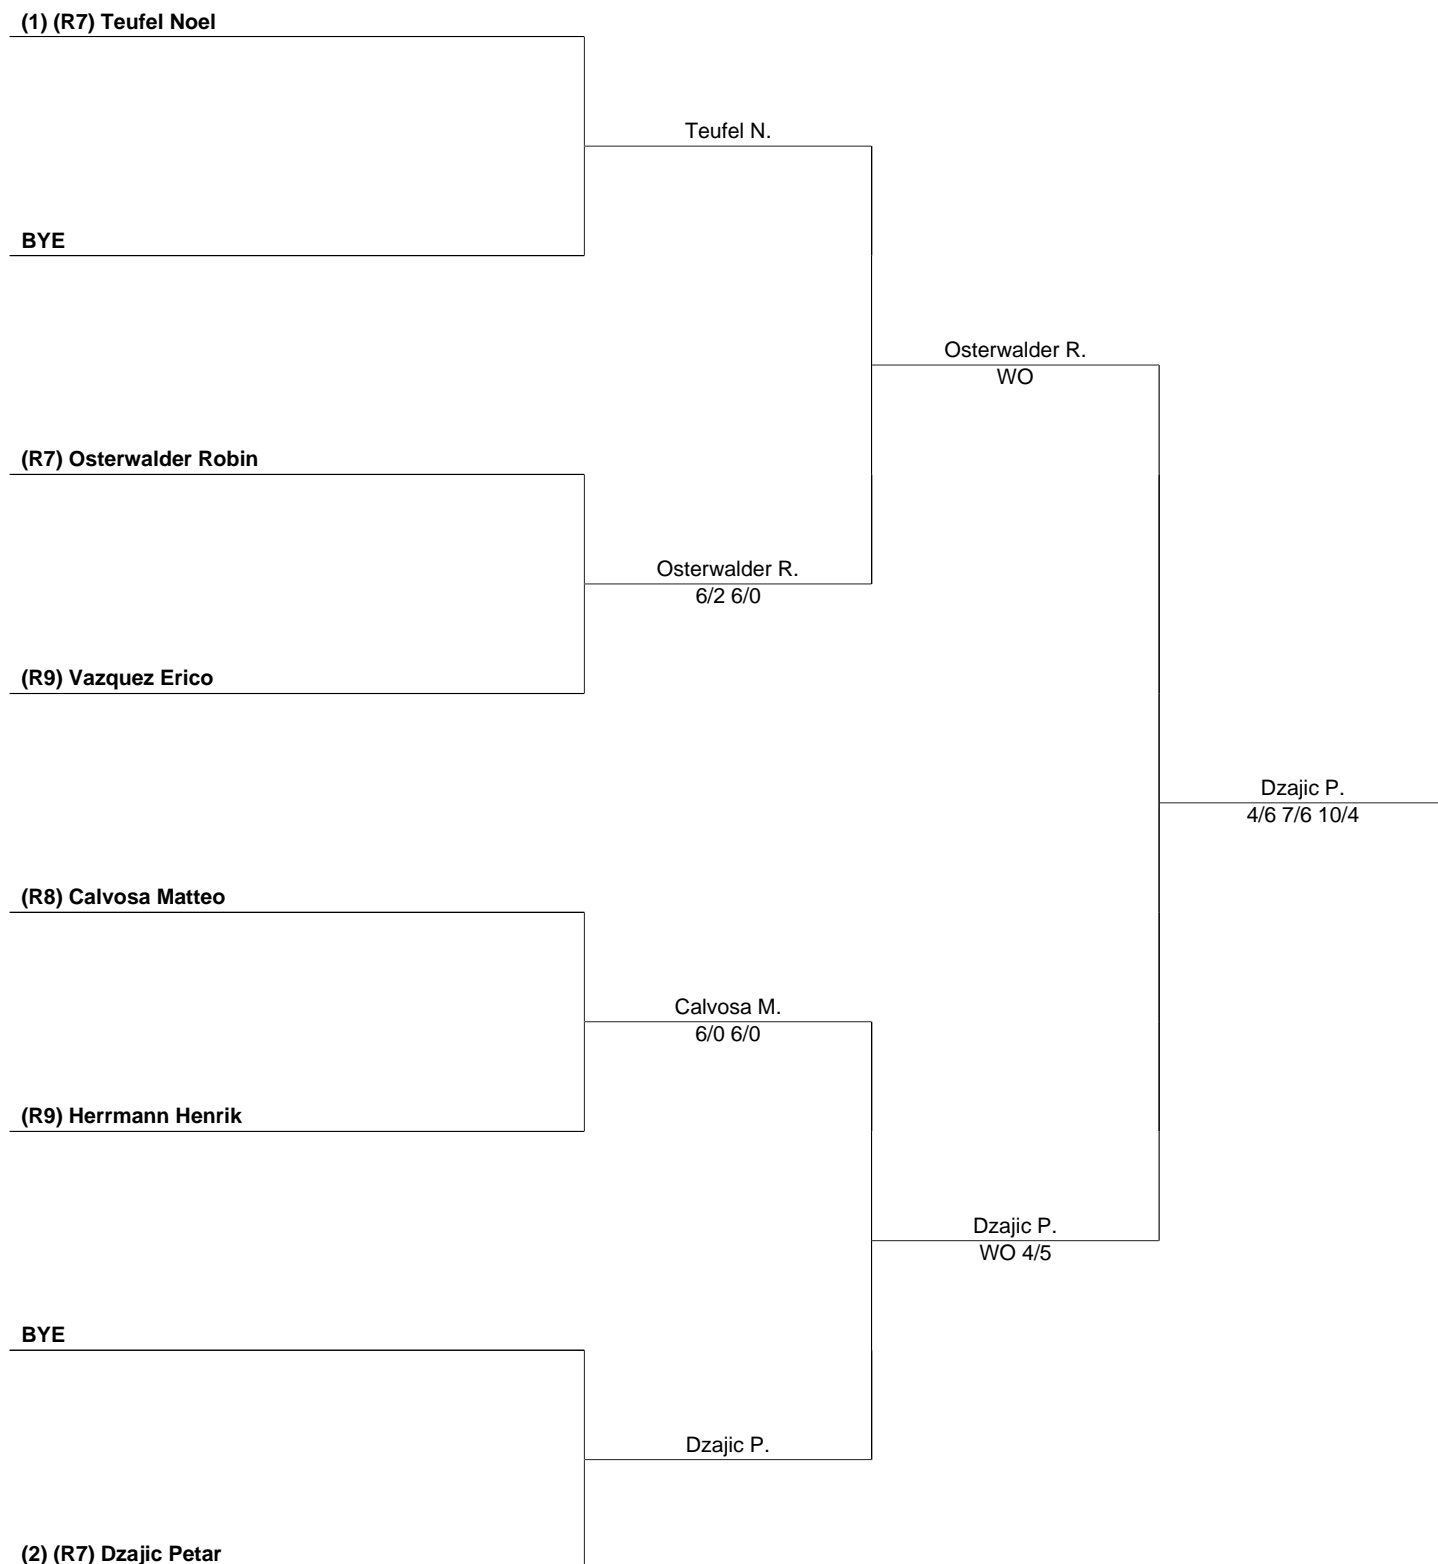 (1) (R7) Teufel Noel
Teufel N.
BYE
Osterwalder R.
WO
(R7) Osterwalder Robin
Osterwalder R.
6/2 6/0
(R9) Vazquez Erico
Dzajic P.
4/6 7/6 10/4
(R8) Calvosa Matteo
Calvosa M.
6/0 6/0
(R9) Herrmann Henrik
Dzajic P.
WO 4/5
BYE
Dzajic P.
(2) (R7) Dzajic Petar